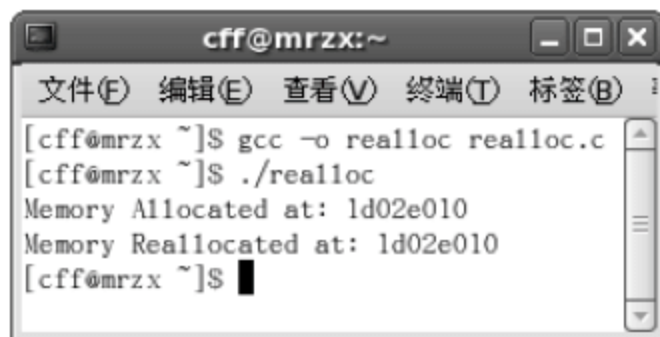 cff@mrzx:~
文件(F) 编辑(E) 查看(V) 终端(T) 标签(B)
[cff@mrzx ~]$ gcc -o realloc realloc.c
[cff@mrzx ~]$ ./realloc
Memory Allocated at: 1d02e010
Memory Reallocated at: 1d02e010
[cff@mrzx ~]$